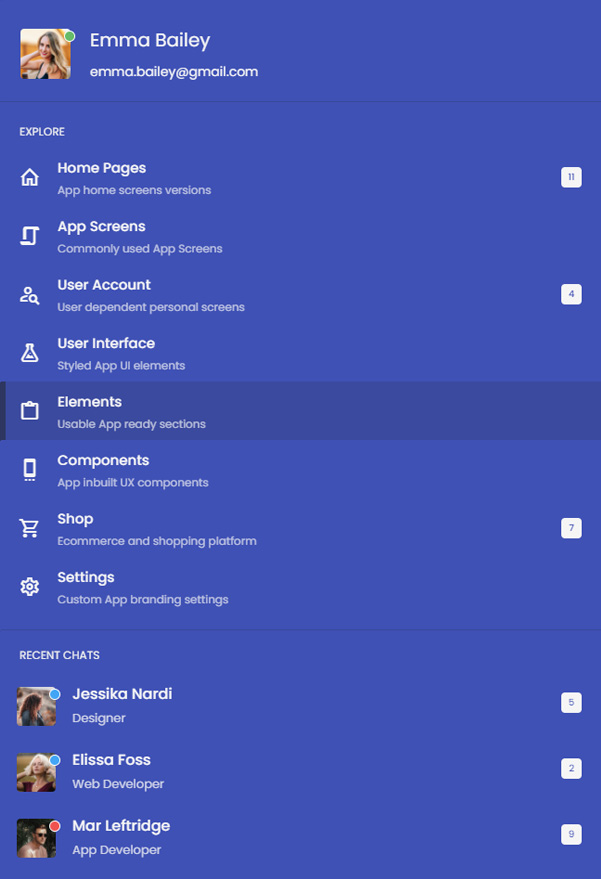 Emma Bailey
emma.bailey@gmail.com
EXPLORE
Home Pages
App home screens versions
11
App Screens
Commonly used App Screens
User Account
User dependent personal screens
4
User Interface
Styled App UI elements
Elements
Usable App ready sections
Components
App inbuilt UX components
Shop
Ecommerce and shopping platform
7
Settings
Custom App branding settings
RECENT CHATS
Jessika Nardi
Designer
5
Elissa Foss
Web Developer
2
Mar Leftridge
App Developer
9